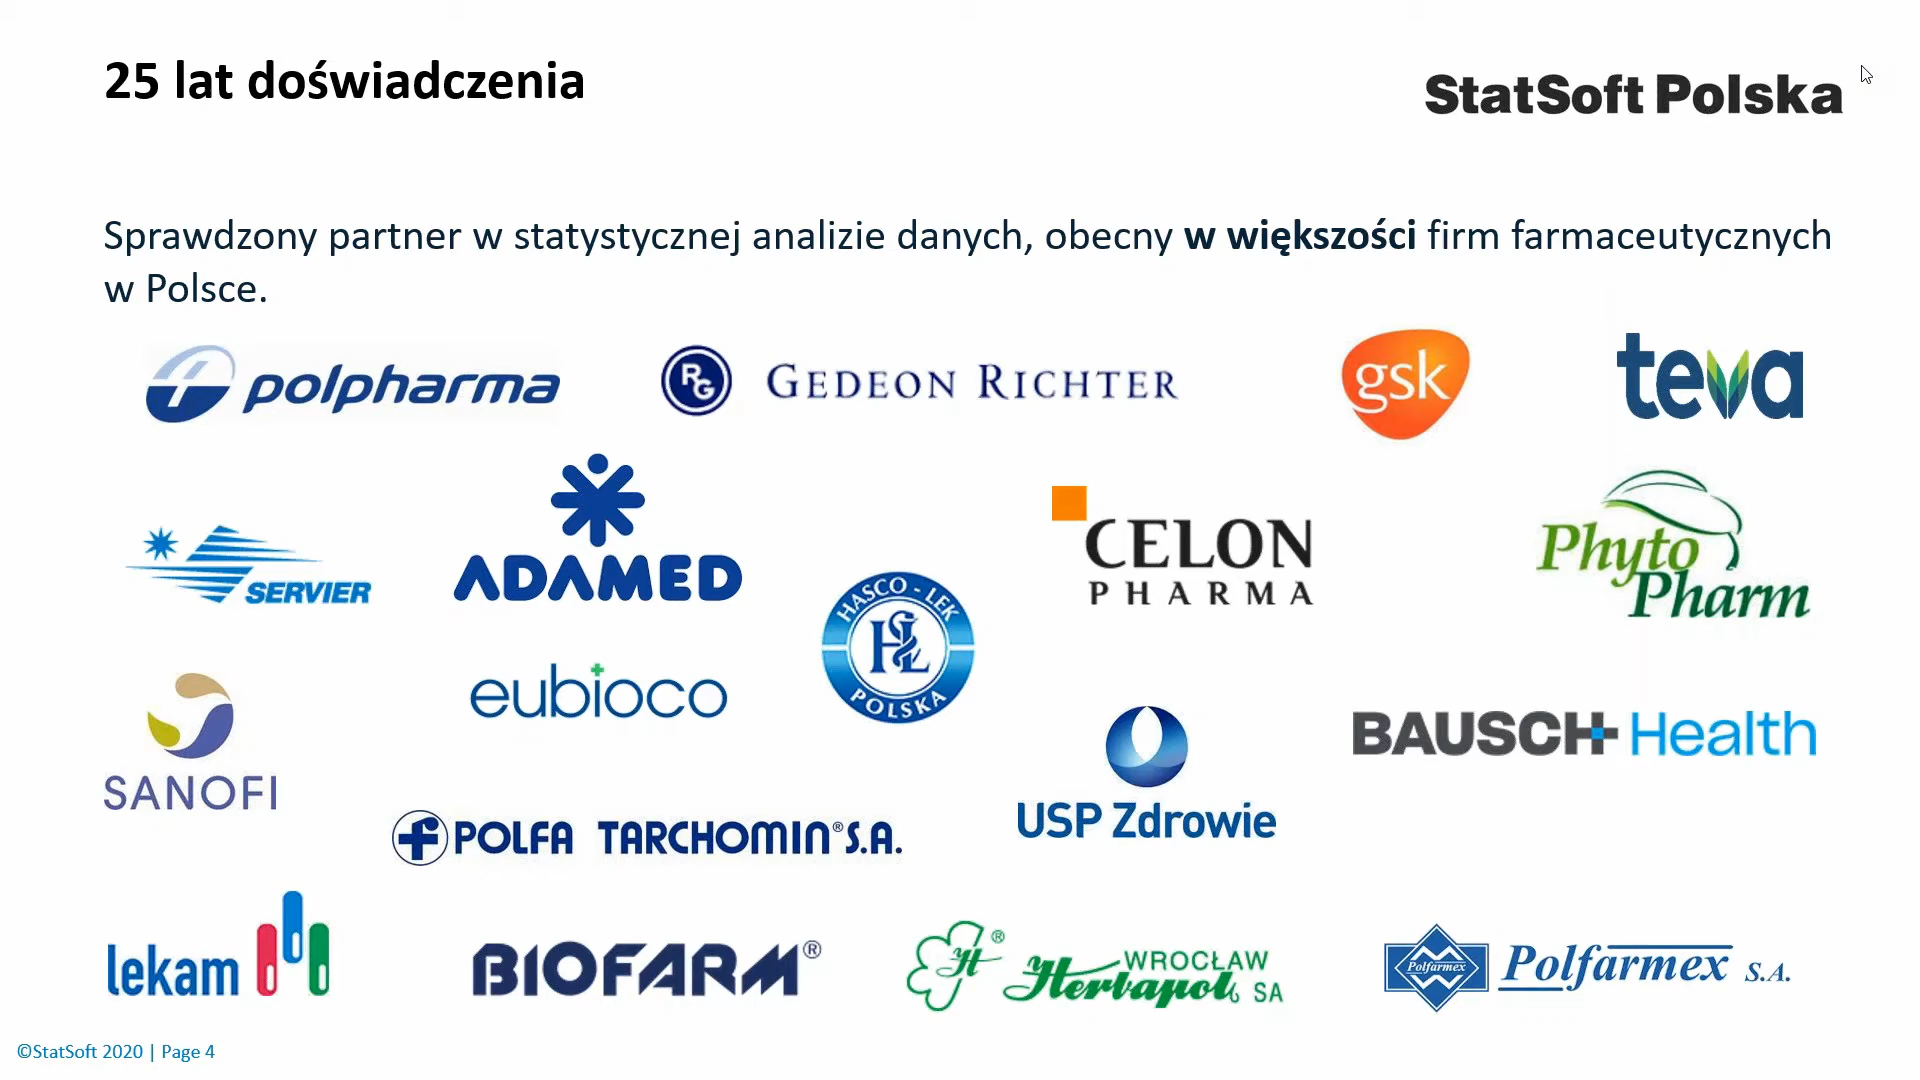 25 lat doświadczenia
StatSoft Polska
Sprawdzony partner w statystycznej analizie danych, obecny w większości firm farmaceutycznych
w Polsce.
polpharma
RG GEDEON RICHTER
gsk
teva
SERVIER
ADAMED
HASCO - LEK
HL
POLSKA
CELON
PHARMA
Phyto
Pharm
SANOFI
eubioco
USP Zdrowie
BAUSCH+Health
POLFA TARCHOMIN® S.A.
lekam
BIOFARM®
H® WROCŁAW
Herbapol SA
Polfarmex Polfarmex S.A.
©StatSoft 2020 | Page 4